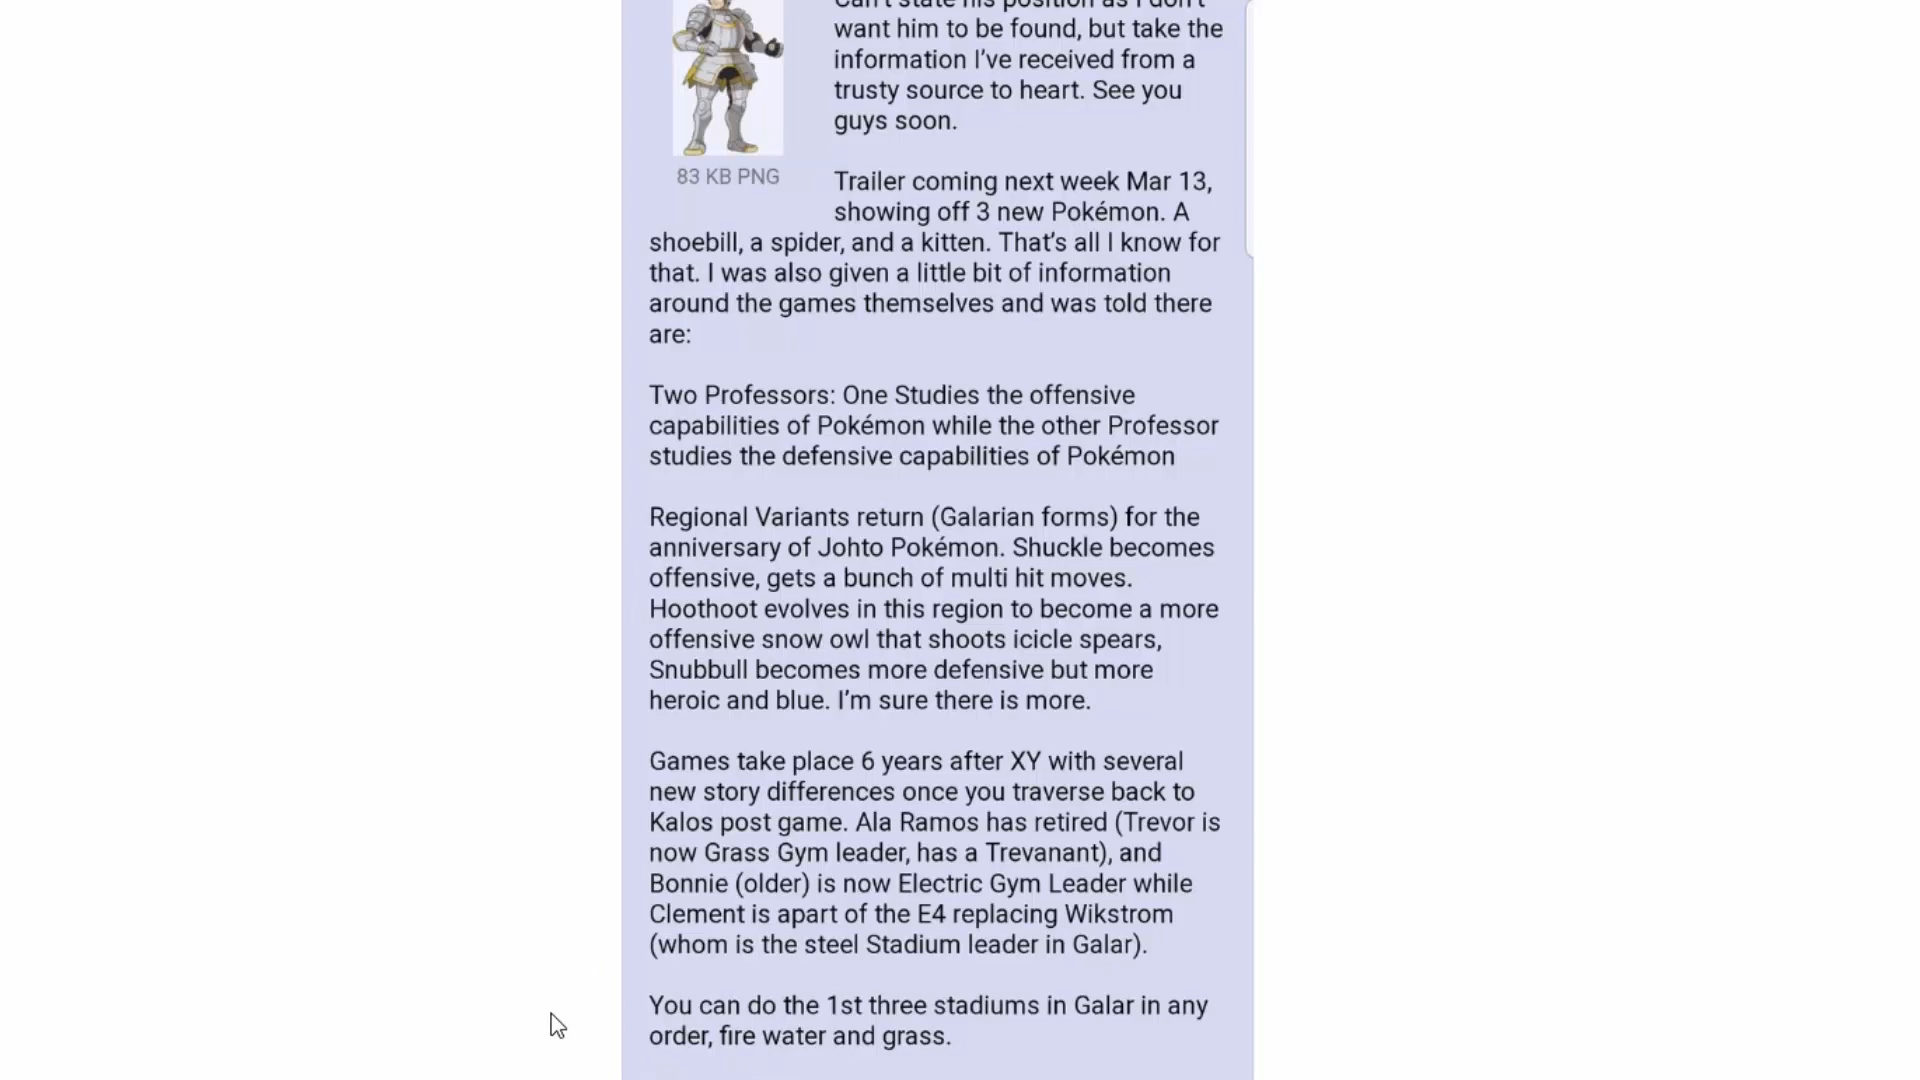 Can't state his position as I don't
want him to be found, but take the
information I've received from a
trusty source to heart. See you
guys soon.
83 KB PNG
Trailer coming next week Mar 13,
showing off 3 new Pokémon. A
shoebill, a spider, and a kitten. That's all I know for
that. I was also given a little bit of information
around the games themselves and was told there
are:
Two Professors: One Studies the offensive
capabilities of Pokémon while the other Professor
studies the defensive capabilities of Pokémon
Regional Variants return (Galarian forms) for the
anniversary of Johto Pokémon. Shuckle becomes
offensive, gets a bunch of multi hit moves.
Hoothoot evolves in this region to become a more
offensive snow owl that shoots icicle spears,
Snubbull becomes more defensive but more
heroic and blue. I'm sure there is more.
Games take place 6 years after XY with several
new story differences once you traverse back to
Kalos post game. Ala Ramos has retired (Trevor is
now Grass Gym leader, has a Trevanant), and
Bonnie (older) is now Electric Gym Leader while
Clement is apart of the E4 replacing Wikstrom
(whom is the steel Stadium leader in Galar).
You can do the 1st three stadiums in Galar in any
order, fire water and grass.